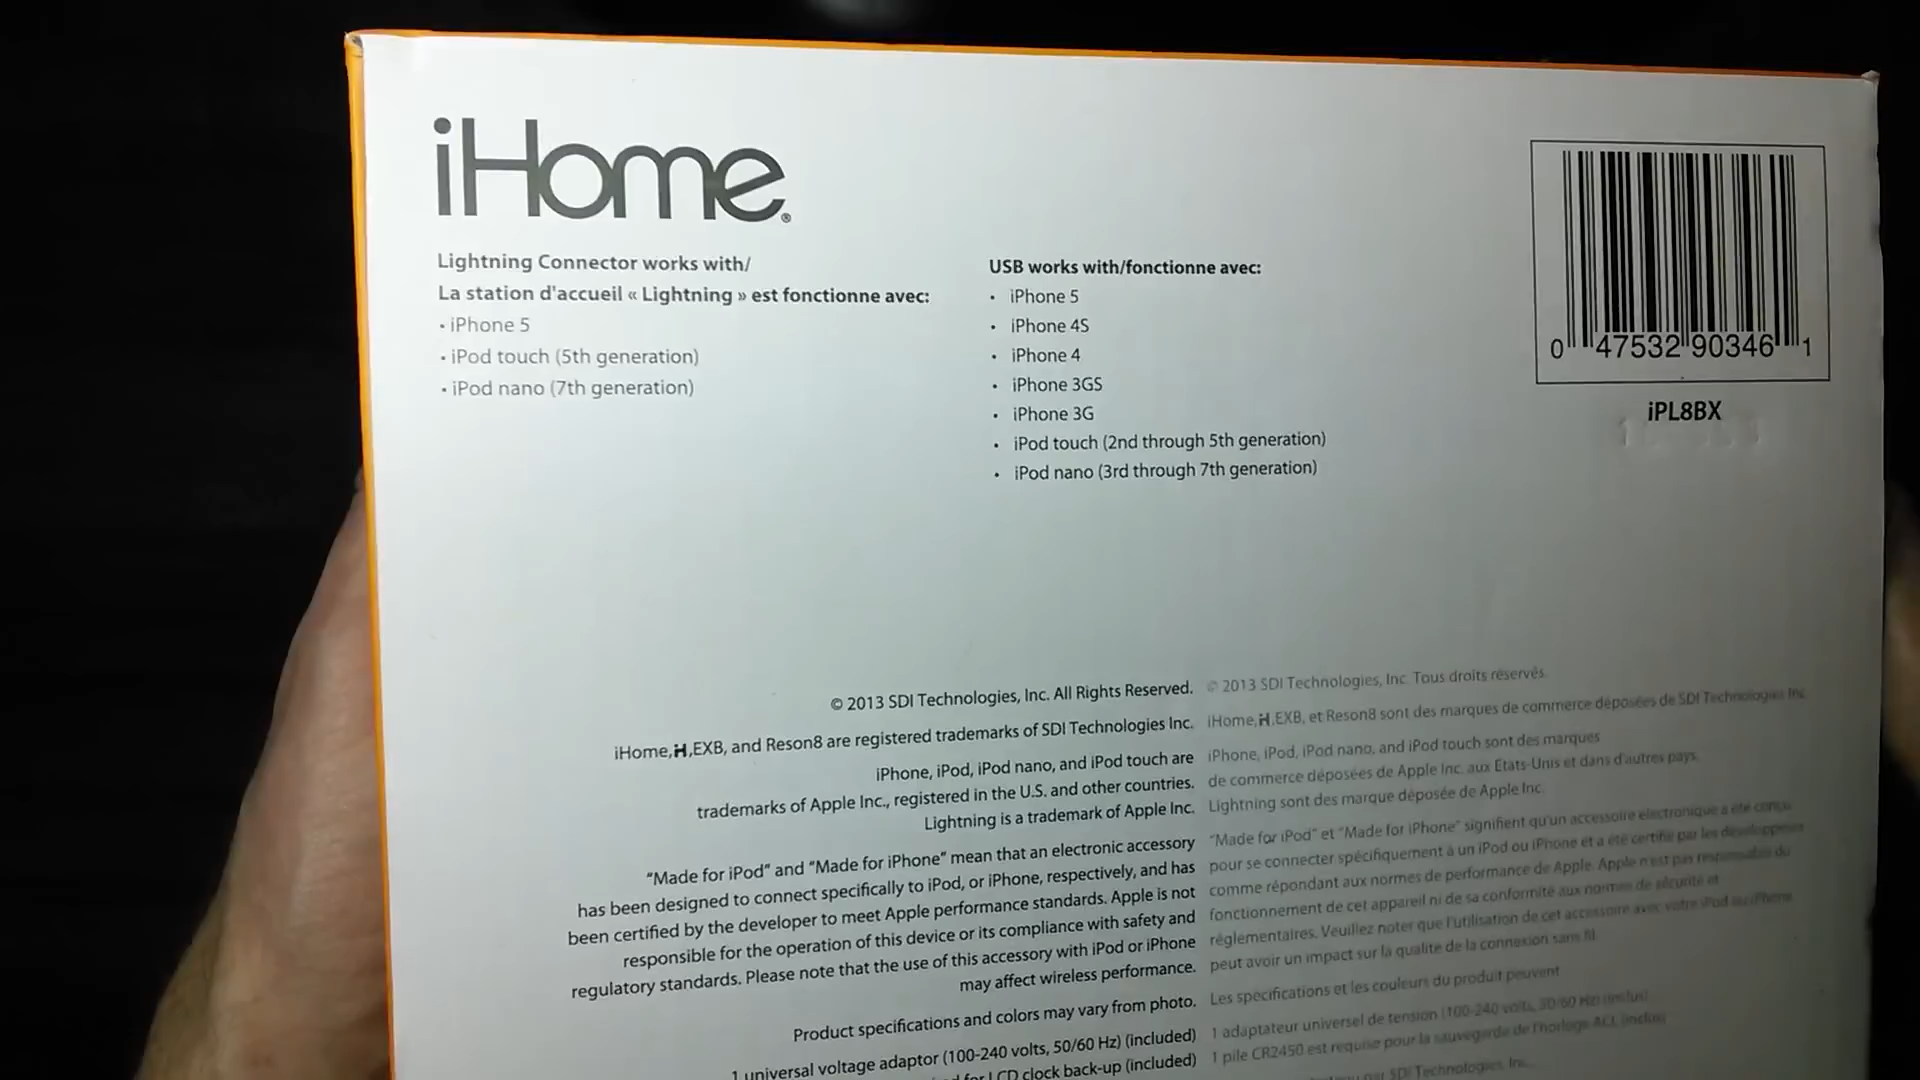 iHome®
Lightning Connector works with/
La station d'accueil « Lightning » est fonctionne avec:
• iPhone 5
• iPod touch (5th generation)
• iPod nano (7th generation)
USB works with/fonctionne avec:
• iPhone 5
• iPhone 4S
• iPhone 4
• iPhone 3GS
• iPhone 3G
• iPod touch (2nd through 5th generation)
• iPod nano (3rd through 7th generation)
0 47532 90346 1
iPL8BX
© 2013 SDI Technologies, Inc. All Rights Reserved.
iHome, H, EXB, and Reson8 are registered trademarks of SDI Technologies Inc.
iPhone, iPod, iPod nano, and iPod touch are
trademarks of Apple Inc., registered in the U.S. and other countries.
Lightning is a trademark of Apple Inc.
“Made for iPod” and “Made for iPhone” mean that an electronic accessory
has been designed to connect specifically to iPod, or iPhone, respectively, and has
been certified by the developer to meet Apple performance standards. Apple is not
responsible for the operation of this device or its compliance with safety and
regulatory standards. Please note that the use of this accessory with iPod or iPhone
may affect wireless performance.
Product specifications and colors may vary from photo.
1 universal voltage adaptor (100-240 volts, 50/60 Hz) (included)
for LCD clock back-up (included)
© 2013 SDI Technologies, Inc. Tous droits réservés.
iHome, H, EXB, et Reson8 sont des marques de commerce déposées de SDI Technologies Inc.
iPhone, iPod, iPod nano, and iPod touch sont des marques
de commerce déposées de Apple Inc. aux Etats-Unis et dans d'autres pays.
Lightning sont des marque déposée de Apple Inc.
“Made for iPod” et “Made for iPhone” signifient qu'un accessoire electronique a été conçu
pour se connecter spécifiquement à un iPod ou iPhone et a été certifié par les développeurs
comme répondant aux normes de performance de Apple. Apple n'est pas responsable du
fonctionnement de cet appareil ni de sa conformité aux normes de sécurité et
réglementaires. Veuillez noter que l'utilisation de cet accessoire avec votre iPod ou iPhone
peut avoir un impact sur la qualite de la connexion sans fil.
Les spécifications et les couleurs du produit peuvent
1 adaptateur universel de tension (100-240 volts, 50/60 Hz) (inclus)
1 pile CR2450 est requise pour la sauvegarde de l'horloge ACL (inclus)
par SDI Technologies, Inc.